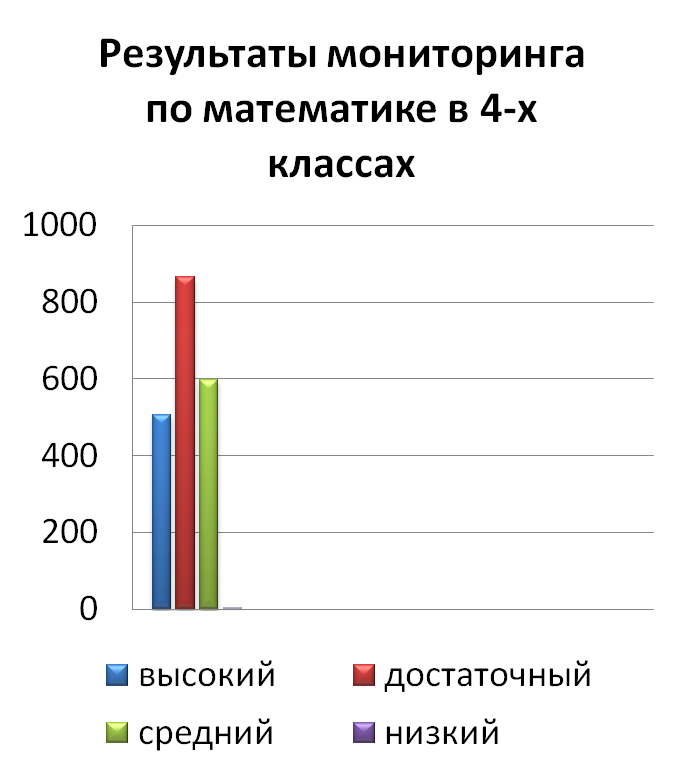 Результаты мониторинга
по математике в 4-х
классах
1000
800
600
400
200
0
высокий
достаточный
средний
низкий